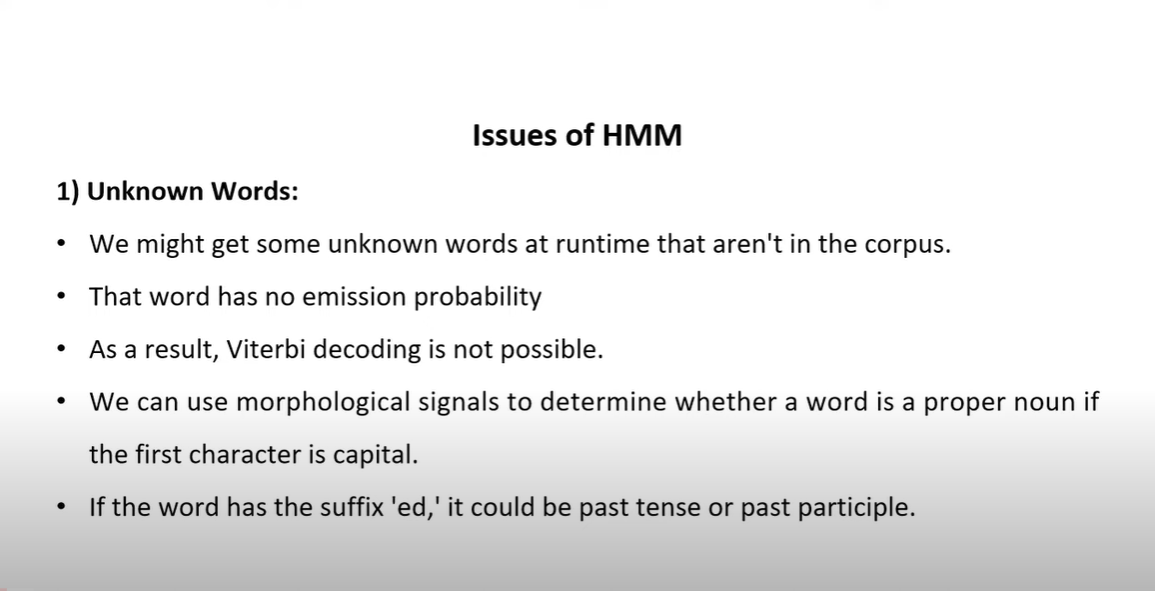 Issues of HMM
1) Unknown Words:
• We might get some unknown words at runtime that aren't in the corpus.
• That word has no emission probability
• As a result, Viterbi decoding is not possible.
• We can use morphological signals to determine whether a word is a proper noun if
the first character is capital.
• If the word has the suffix 'ed,' it could be past tense or past participle.